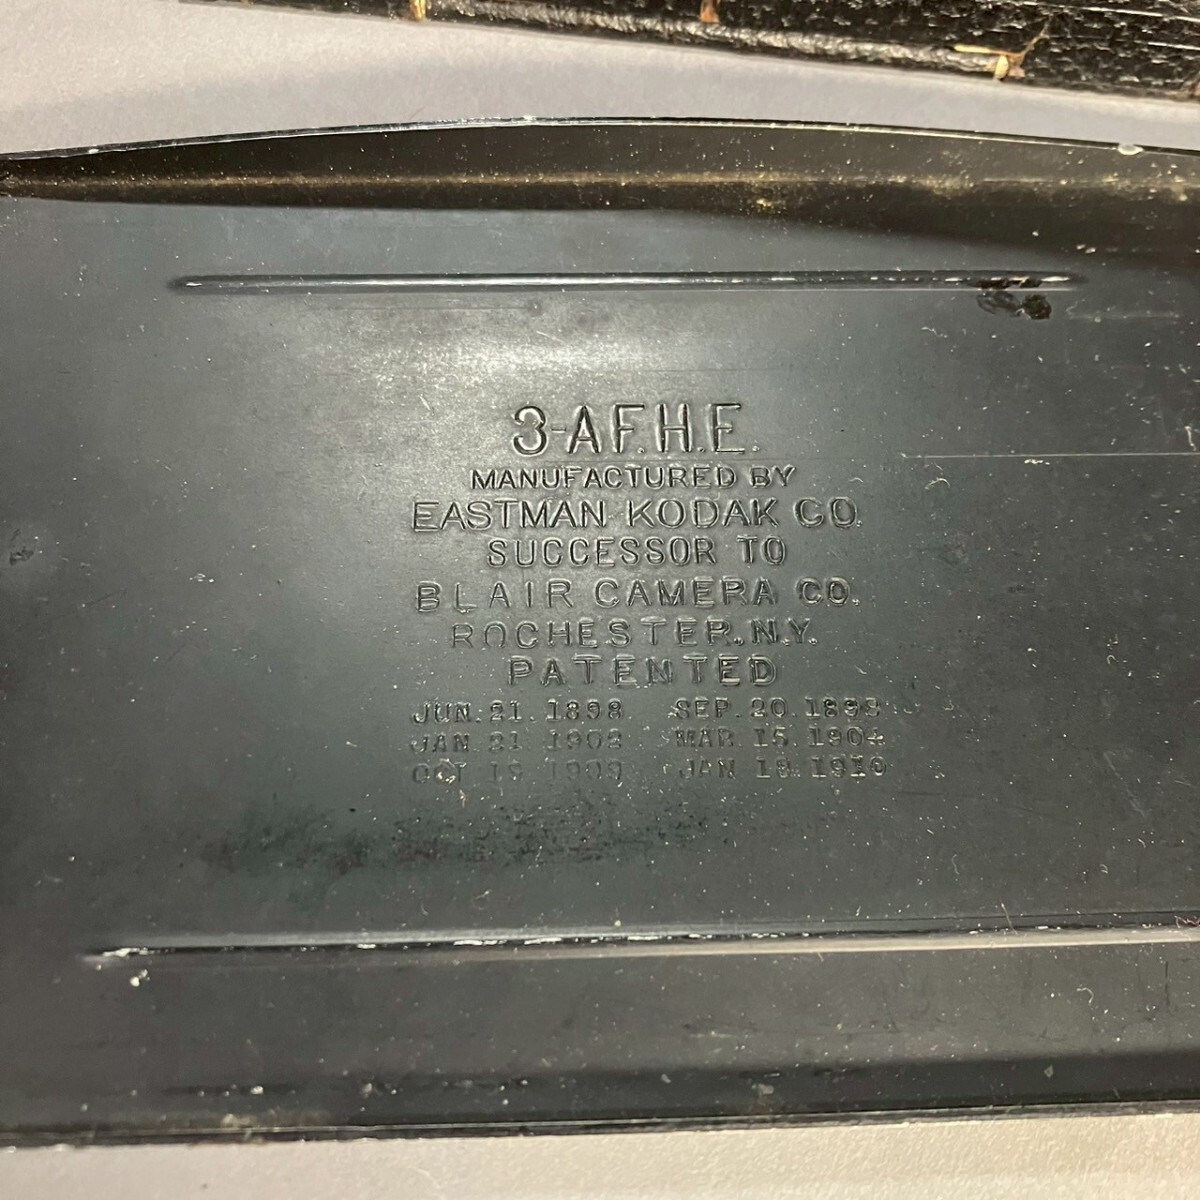 3-A F.H.E.
MANUFACTURED BY
EASTMAN KODAK CO.
SUCCESSOR TO
BLAIR CAMERA CO.
ROCHESTER, N.Y.
PATENTED
JUN. 21. 1898 SEP. 20. 1898
JAN 21 1902 MAR 15. 1904
OCT 19 1909 JAN 18. 1910